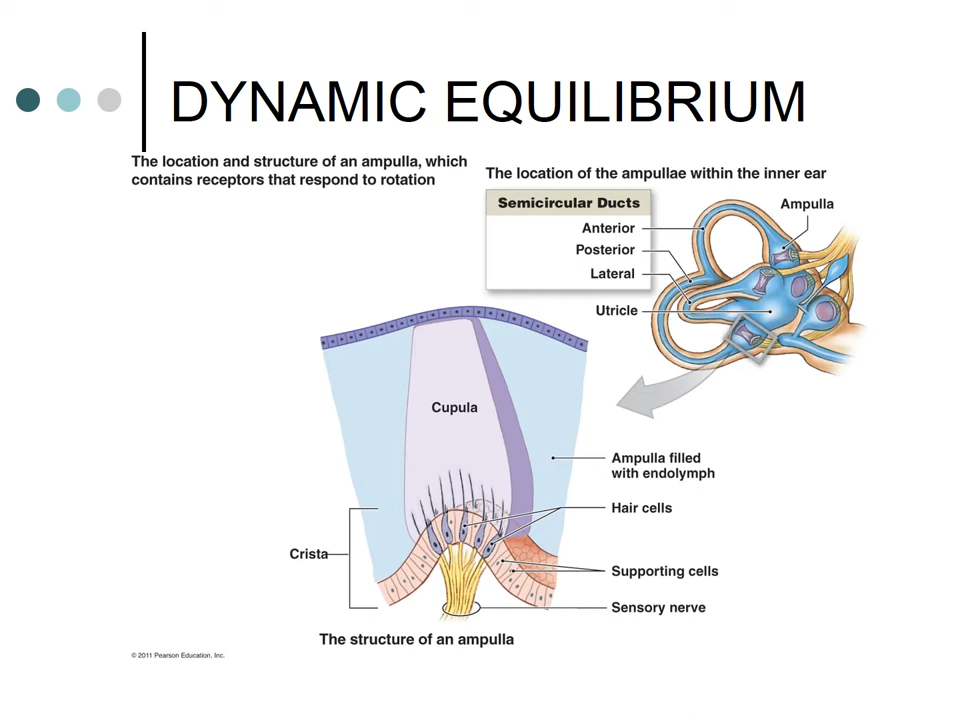 DYNAMIC EQUILIBRIUM
The location and structure of an ampulla, which
contains receptors that respond to rotation
The location of the ampullae within the inner ear
Semicircular Ducts
Anterior
Posterior
Lateral
Utricle
Ampulla
Cupula
Ampulla filled
with endolymph
Hair cells
Crista
Supporting cells
Sensory nerve
The structure of an ampulla
© 2011 Pearson Education, Inc.